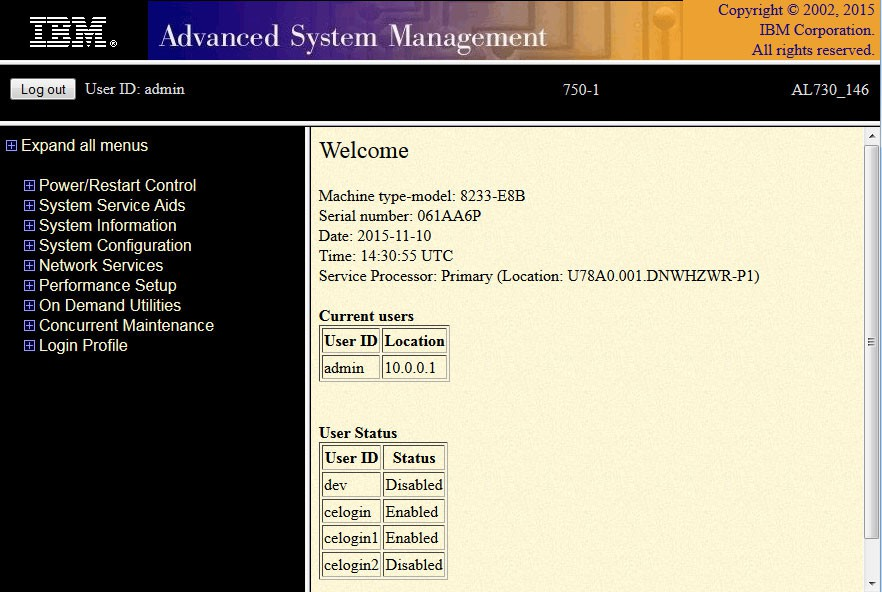 IBM®
Advanced System Management
Copyright © 2002, 2015
IBM Corporation.
All rights reserved.
Log out User ID: admin 750-1 AL730_146
Expand all menus
Power/Restart Control
System Service Aids
System Information
System Configuration
Network Services
Performance Setup
On Demand Utilities
Concurrent Maintenance
Login Profile
Welcome
Machine type-model: 8233-E8B
Serial number: 061AA6P
Date: 2015-11-10
Time: 14:30:55 UTC
Service Processor: Primary (Location: U78A0.001.DNWHZWR-P1)
Current users
User ID Location
admin 10.0.0.1
User Status
User ID Status
dev Disabled
celogin Enabled
celogin1 Enabled
celogin2 Disabled